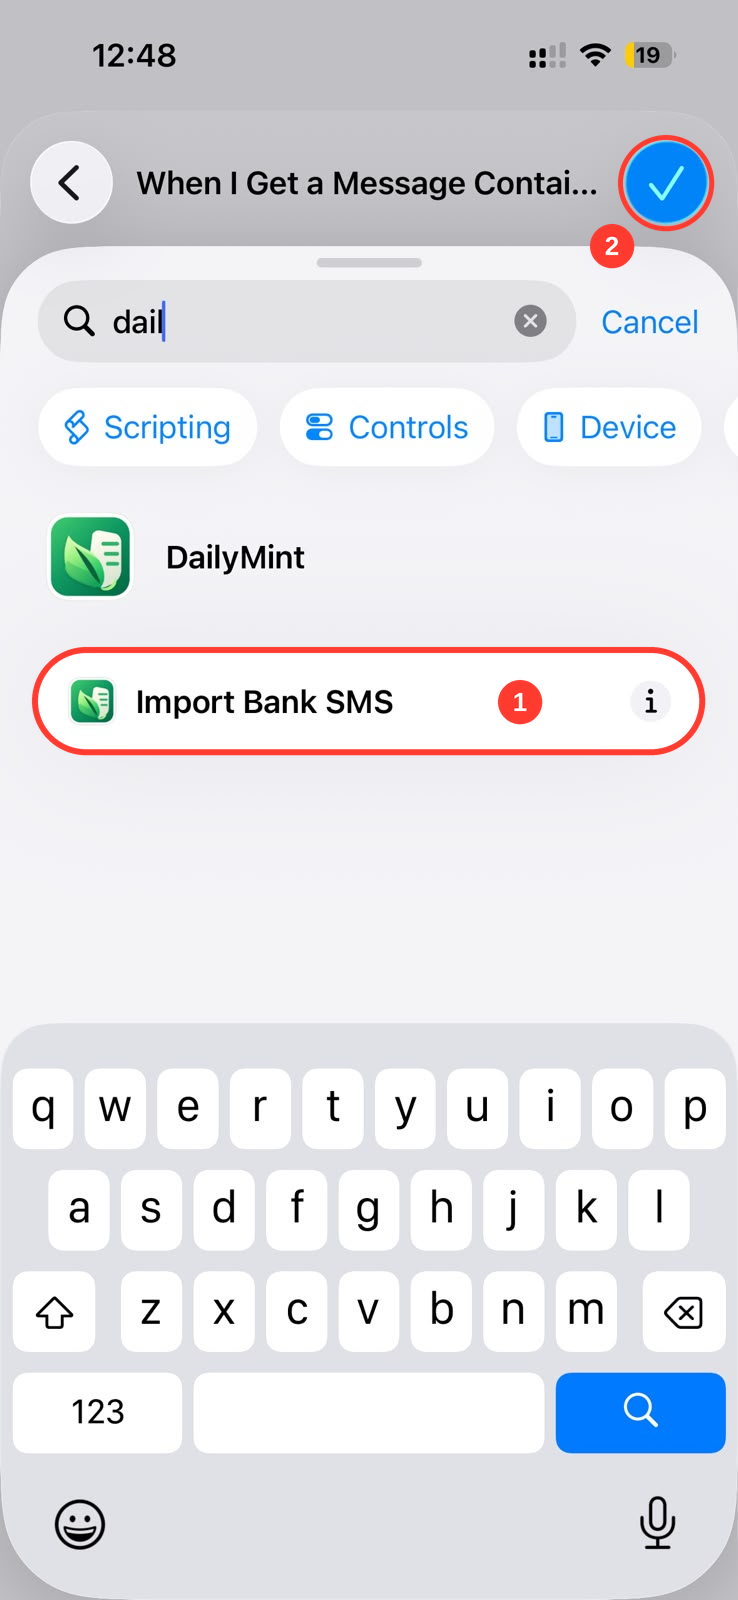 12:48
19
When I Get a Message Contai...
2
dail
Cancel
Scripting
Controls
Device
DailyMint
Import Bank SMS
1
i
q w e r t y u i o p
a s d f g h j k l
z x c v b n m
123